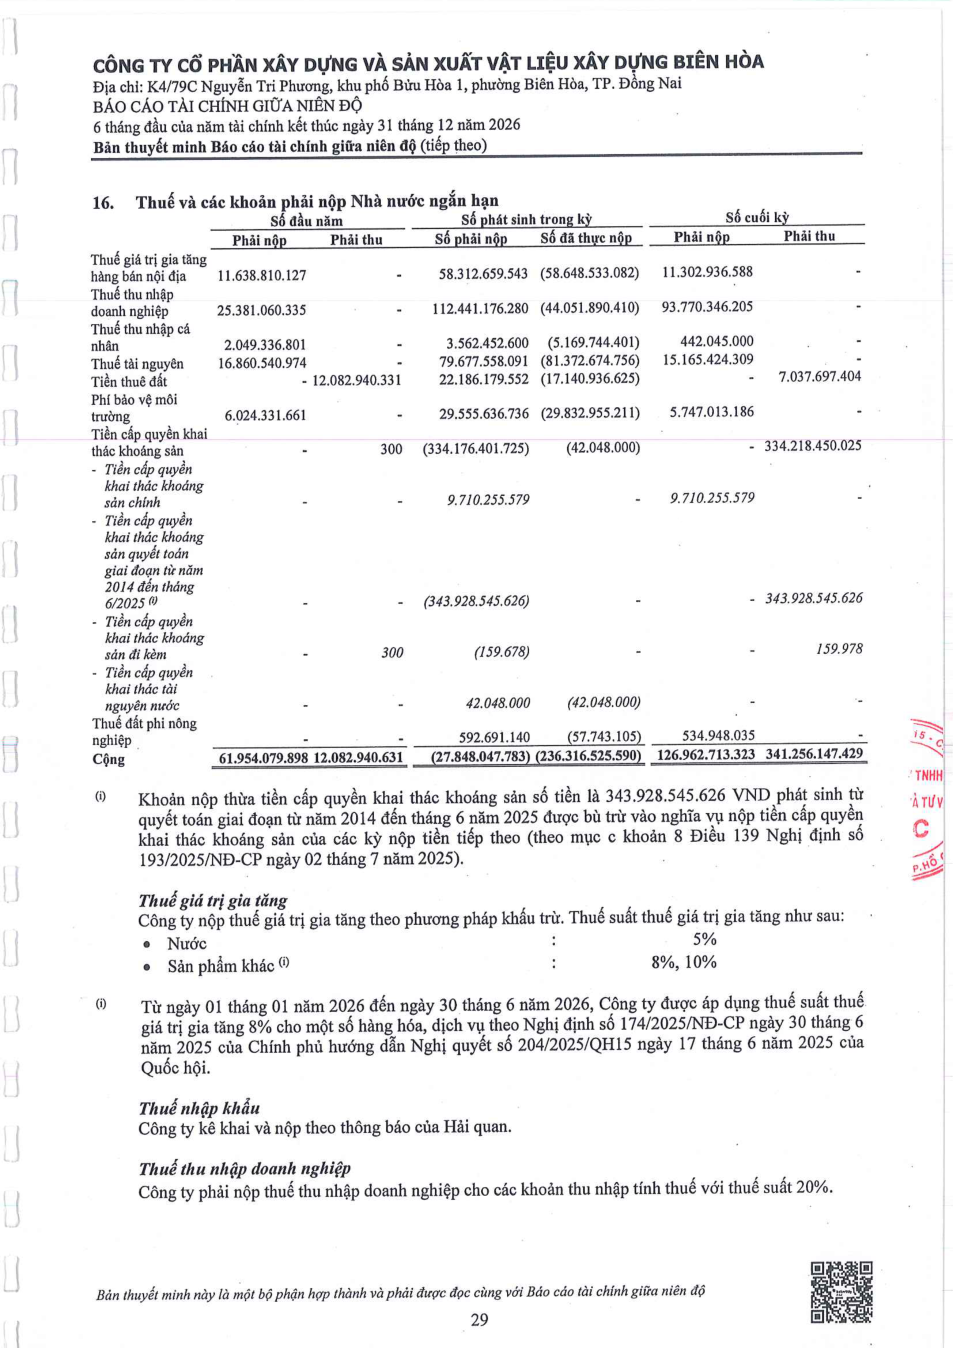 CÔNG TY CỔ PHẦN XÂY DỰNG VÀ SẢN XUẤT VẬT LIỆU XÂY DỰNG BIÊN HÒA
Địa chỉ: K4/79C Nguyễn Tri Phương, khu phố Bửu Hòa 1, phường Biên Hòa, TP. Đồng Nai
BÁO CÁO TÀI CHÍNH GIỮA NIÊN ĐỘ
6 tháng đầu của năm tài chính kết thúc ngày 31 tháng 12 năm 2026
Bản thuyết minh Báo cáo tài chính giữa niên độ (tiếp theo)
16. Thuế và các khoản phải nộp Nhà nước ngắn hạn
Số đầu năm Số phát sinh trong kỳ Số cuối kỳ
Phải nộp Phải thu Số phải nộp Số đã thực nộp Phải nộp Phải thu
Thuế giá trị gia tăng
hàng bán nội địa 11.638.810.127 - 58.312.659.543 (58.648.533.082) 11.302.936.588 -
Thuế thu nhập
doanh nghiệp 25.381.060.335 - 112.441.176.280 (44.051.890.410) 93.770.346.205 -
Thuế thu nhập cá
nhân 2.049.336.801 - 3.562.452.600 (5.169.744.401) 442.045.000 -
Thuế tài nguyên 16.860.540.974 - 79.677.558.091 (81.372.674.756) 15.165.424.309 -
Tiền thuê đất - 12.082.940.331 22.186.179.552 (17.140.936.625) - 7.037.697.404
Phí bảo vệ môi
trường 6.024.331.661 - 29.555.636.736 (29.832.955.211) 5.747.013.186 -
Tiền cấp quyền khai
thác khoáng sản - 300 (334.176.401.725) (42.048.000) - 334.218.450.025
- Tiền cấp quyền
khai thác khoáng
sản chính - - 9.710.255.579 - 9.710.255.579 -
- Tiền cấp quyền
khai thác khoáng
sản quyết toán
giai đoạn từ năm
2014 đến tháng
6/2025 (i) - - (343.928.545.626) - - 343.928.545.626
- Tiền cấp quyền
khai thác khoáng
sản đi kèm - 300 (159.678) - - 159.978
- Tiền cấp quyền
khai thác tài
nguyên nước - - 42.048.000 (42.048.000) - -
Thuế đất phi nông
nghiệp - - 592.691.140 (57.743.105) 534.948.035 -
Cộng 61.954.079.898 12.082.940.631 (27.848.047.783) (236.316.525.590) 126.962.713.323 341.256.147.429
(i) Khoản nộp thừa tiền cấp quyền khai thác khoáng sản số tiền là 343.928.545.626 VND phát sinh từ
quyết toán giai đoạn từ năm 2014 đến tháng 6 năm 2025 được bù trừ vào nghĩa vụ nộp tiền cấp quyền
khai thác khoáng sản của các kỳ nộp tiền tiếp theo (theo mục c khoản 8 Điều 139 Nghị định số
193/2025/NĐ-CP ngày 02 tháng 7 năm 2025).
Thuế giá trị gia tăng
Công ty nộp thuế giá trị gia tăng theo phương pháp khấu trừ. Thuế suất thuế giá trị gia tăng như sau:
• Nước : 5%
• Sản phẩm khác (i) : 8%, 10%
(i) Từ ngày 01 tháng 01 năm 2026 đến ngày 30 tháng 6 năm 2026, Công ty được áp dụng thuế suất thuế
giá trị gia tăng 8% cho một số hàng hóa, dịch vụ theo Nghị định số 174/2025/NĐ-CP ngày 30 tháng 6
năm 2025 của Chính phủ hướng dẫn Nghị quyết số 204/2025/QH15 ngày 17 tháng 6 năm 2025 của
Quốc hội.
Thuế nhập khẩu
Công ty kê khai và nộp theo thông báo của Hải quan.
Thuế thu nhập doanh nghiệp
Công ty phải nộp thuế thu nhập doanh nghiệp cho các khoản thu nhập tính thuế với thuế suất 20%.
TNHH
C
Bản thuyết minh này là một bộ phận hợp thành và phải được đọc cùng với Báo cáo tài chính giữa niên độ
29